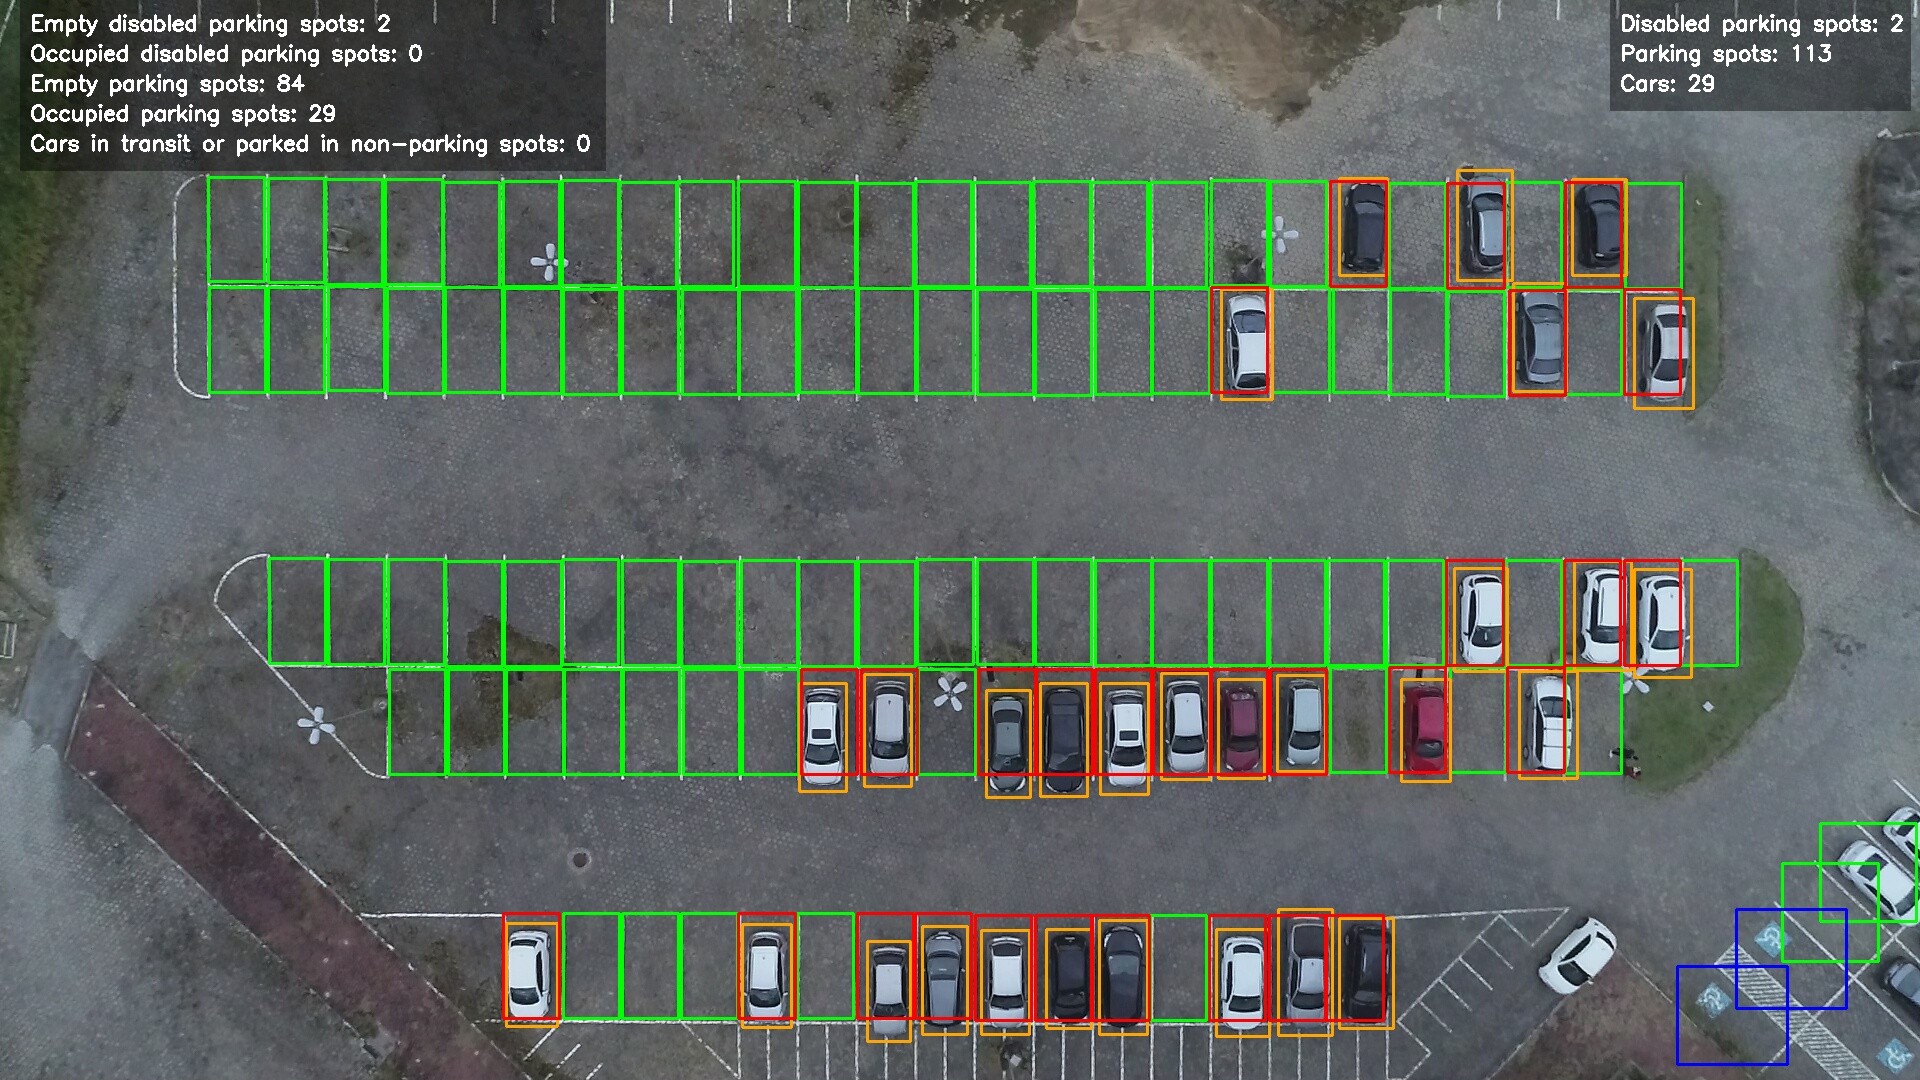 Empty disabled parking spots: 2
Occupied disabled parking spots: 0
Empty parking spots: 84
Occupied parking spots: 29
Cars in transit or parked in non-parking spots: 0
Disabled parking spots: 2
Parking spots: 113
Cars: 29